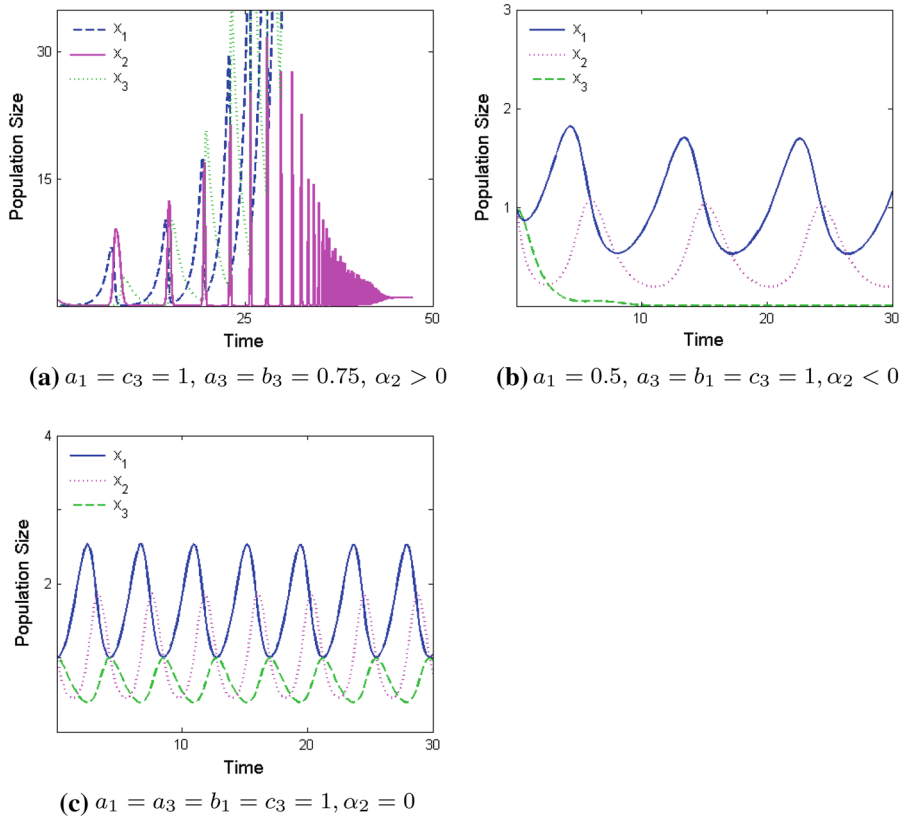 x₁
x₂
x₃
30
15
25
50
Population Size
Time
(a) a₁ = c₃ = 1, a₃ = b₃ = 0.75, α₂ > 0
3
x₁
x₂
x₃
2
1
10
20
30
Population Size
Time
(b) a₁ = 0.5, a₃ = b₁ = c₃ = 1, α₂ < 0
4
x₁
x₂
x₃
2
10
20
30
Population Size
Time
(c) a₁ = a₃ = b₁ = c₃ = 1, α₂ = 0